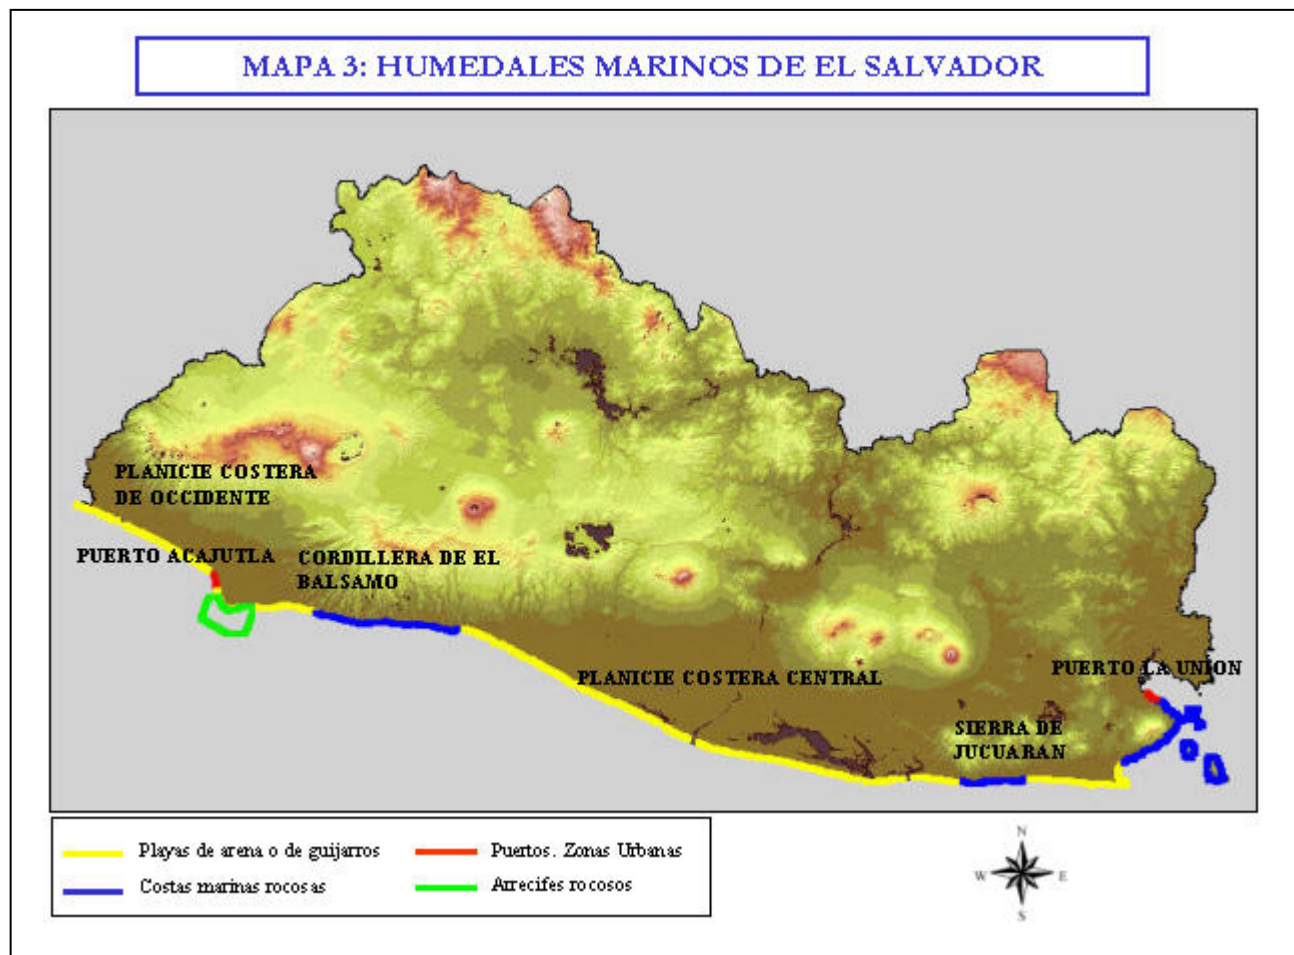 MAPA 3: HUMEDALES MARINOS DE EL SALVADOR
PLANICIE COSTERA
DE OCCIDENTE
PUERTO ACAJUTLA
CORDILLERA DE EL
BALSAMO
PLANICIE COSTERA CENTRAL
PUERTO LA UNION
SIERRA DE
JUCUARAN
Playas de arena o de guijarros
Puertos. Zonas Urbanas
Costas marinas rocosas
Arrecifes rocosos
N
W
E
S